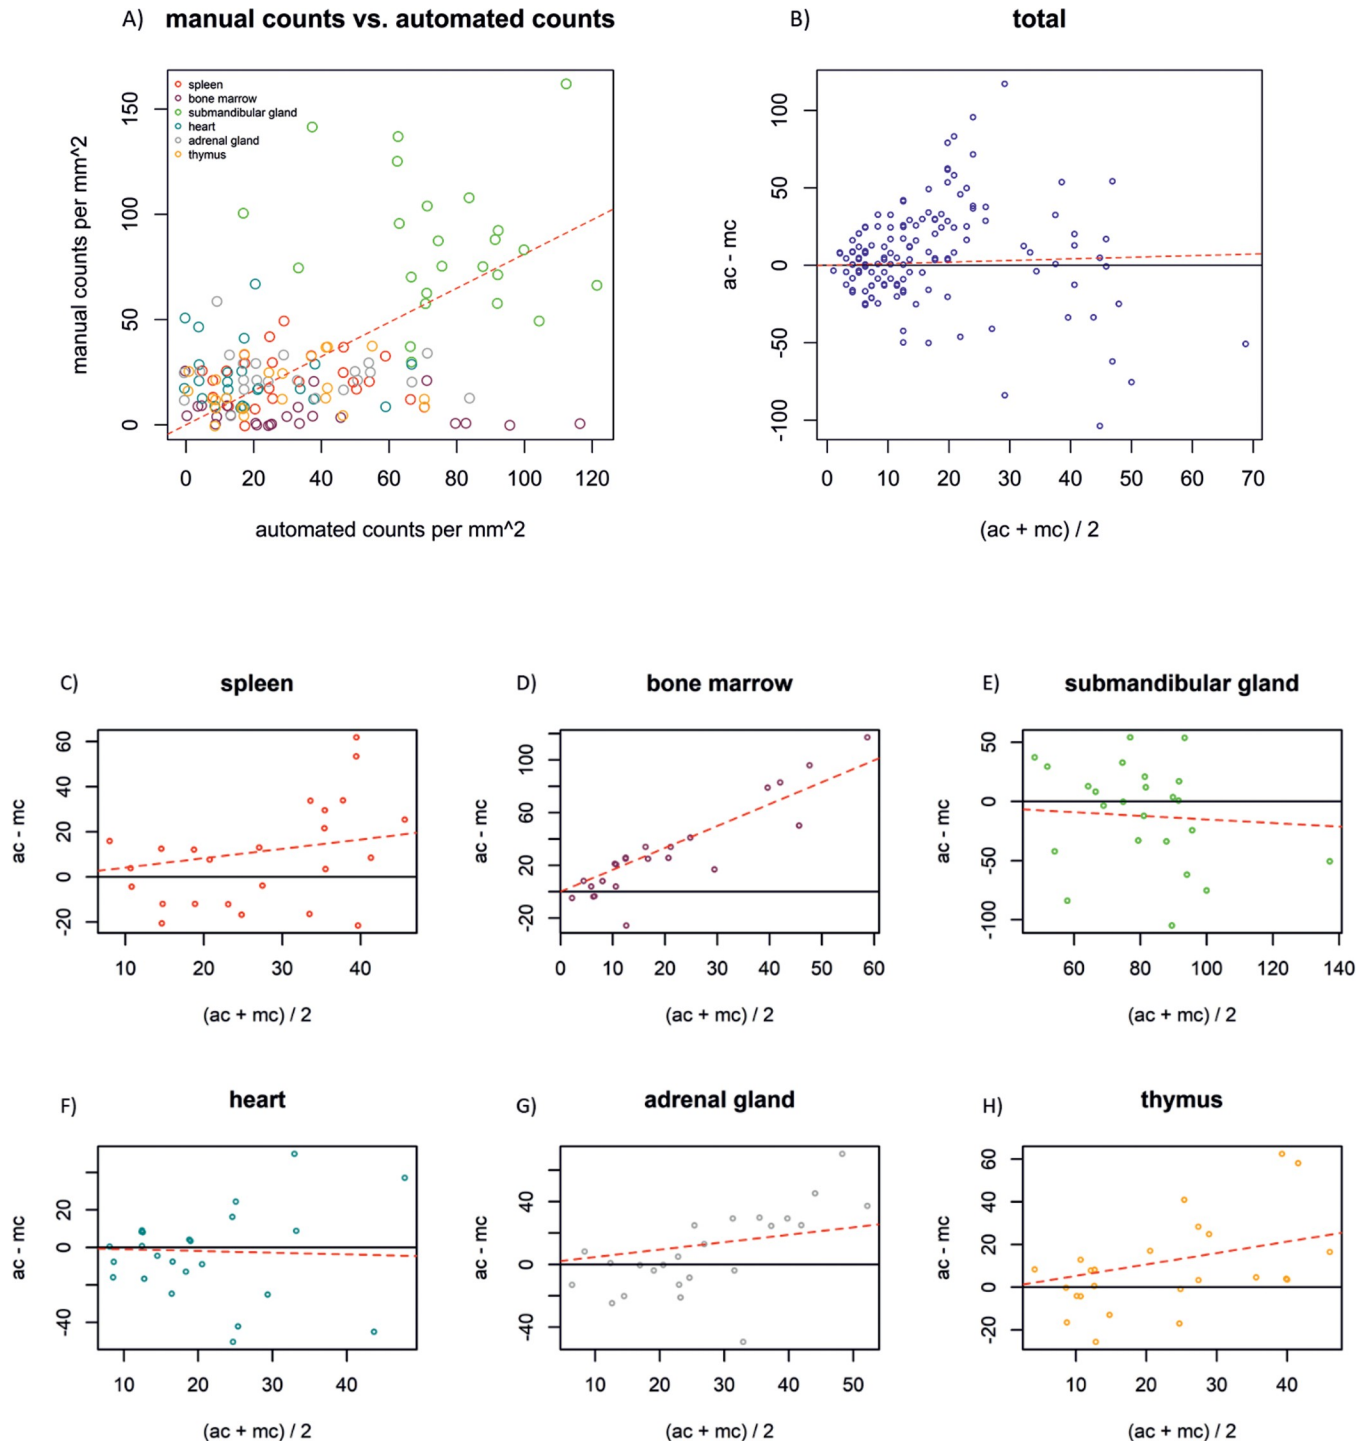 A) manual counts vs. automated counts
manual counts per mm^2
150
100
50
0
spleen
bone marrow
submandibular gland
heart
adrenal gland
thymus
0 20 40 60 80 100 120
automated counts per mm^2
B) total
ac - mc
100
50
0
-50
-100
0 10 20 30 40 50 60 70
(ac + mc) / 2
C) spleen
ac - mc
60
40
20
0
-20
10 20 30 40
(ac + mc) / 2
D) bone marrow
ac - mc
100
60
20
-20
0 10 20 30 40 50 60
(ac + mc) / 2
E) submandibular gland
ac - mc
50
0
-50
-100
60 80 100 120 140
(ac + mc) / 2
F) heart
ac - mc
20
0
-40
10 20 30 40
(ac + mc) / 2
G) adrenal gland
ac - mc
40
0
-40
10 20 30 40 50
(ac + mc) / 2
H) thymus
ac - mc
60
40
20
0
-20
10 20 30 40
(ac + mc) / 2